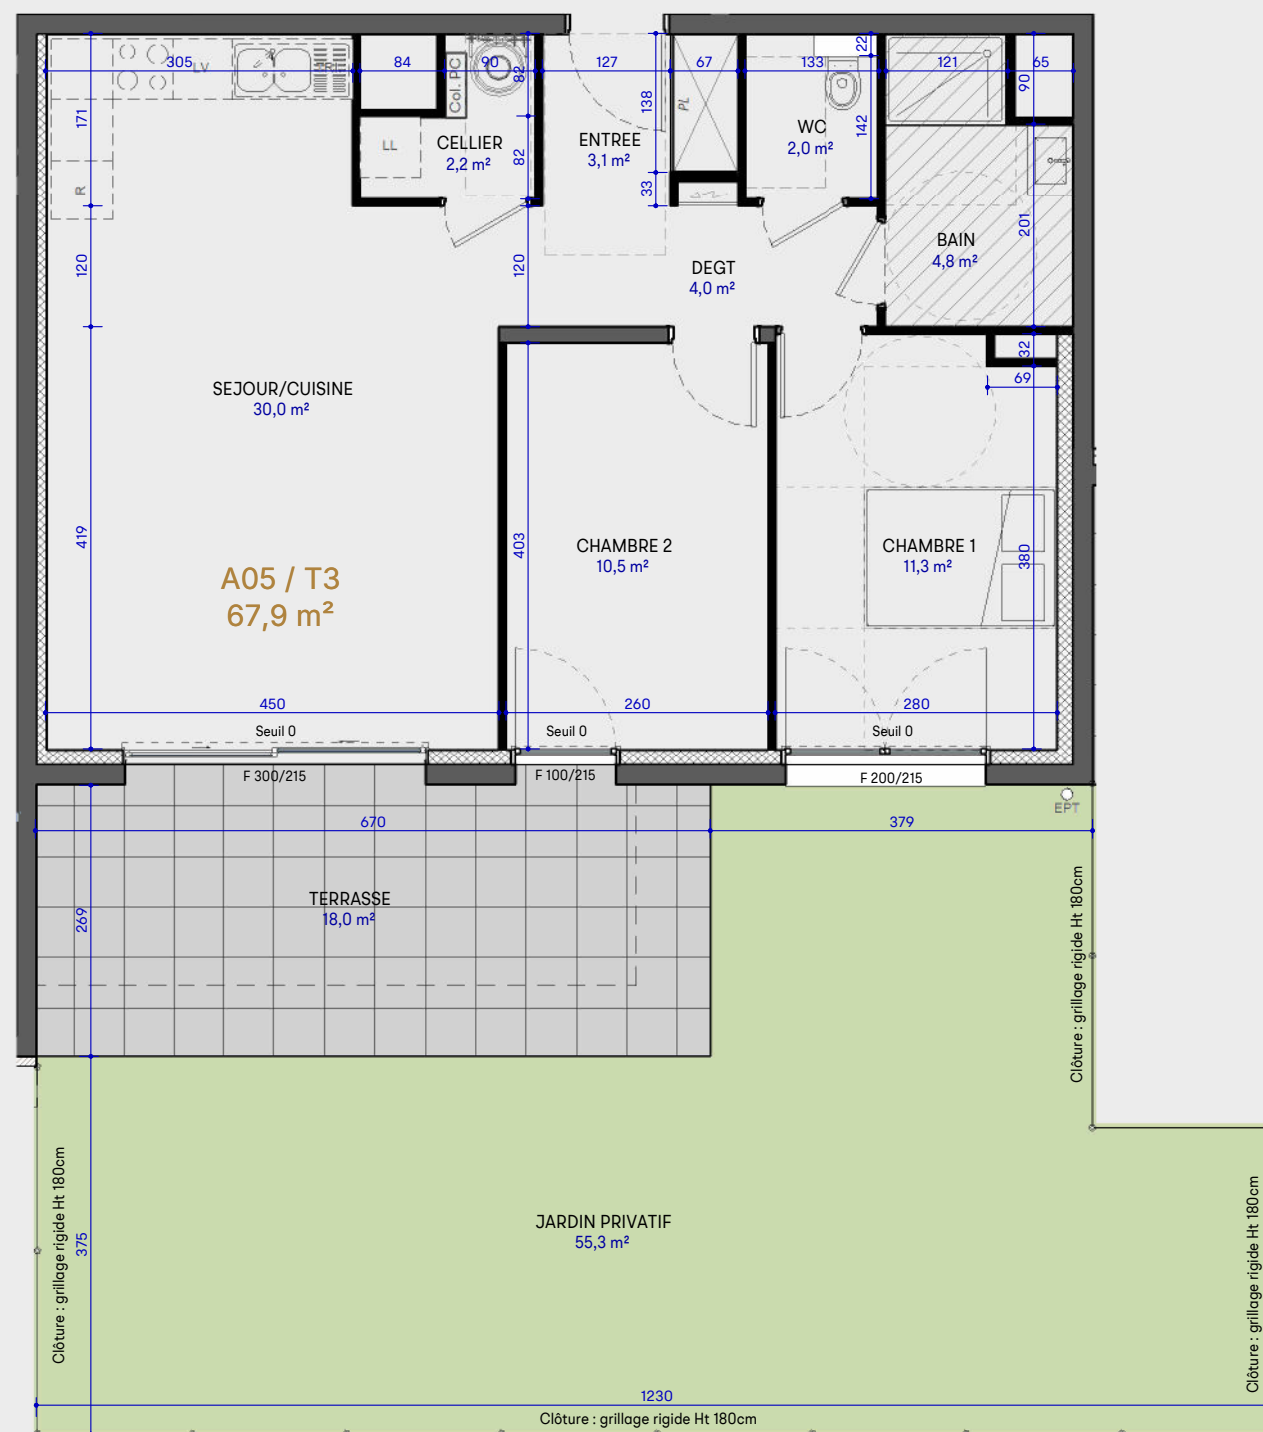 305
LV
84
90
82
127
67
133
22
121
90
65
171
R
LL
Col. PC
CELLIER
2,2 m²
82
ENTREE
3,1 m²
138
33
PL
WC
2,0 m²
142
BAIN
4,8 m²
201
120
120
DEGT
4,0 m²
32
69
SEJOUR/CUISINE
30,0 m²
419
403
CHAMBRE 2
10,5 m²
CHAMBRE 1
11,3 m²
380
A05 / T3
67,9 m²
450
260
280
Seuil 0
Seuil 0
Seuil 0
F 300/215
F 100/215
F 200/215
EPT
670
379
TERRASSE
18,0 m²
269
Clôture : grillage rigide Ht 180cm
Clôture : grillage rigide Ht 180cm
375
JARDIN PRIVATIF
55,3 m²
Clôture : grillage rigide Ht 180cm
1230
Clôture : grillage rigide Ht 180cm